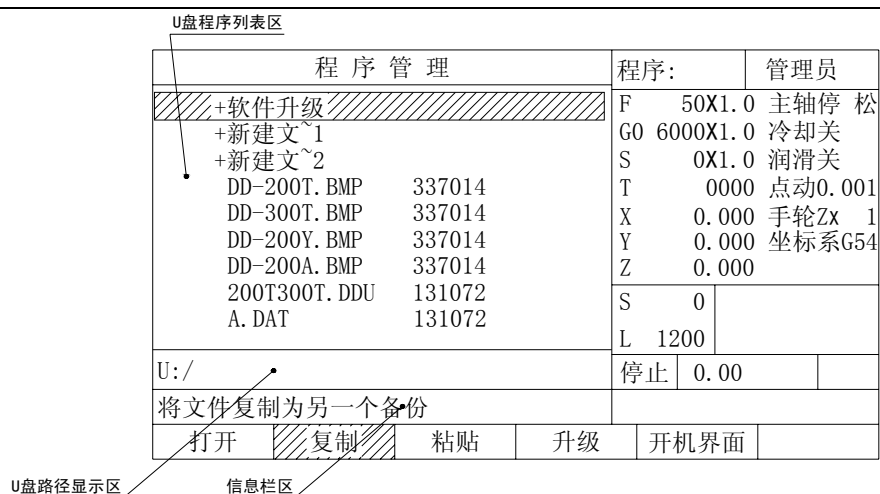 U盘程序列表区
程序管理
程序: 管理员
+软件升级
+新建文~1
+新建文~2
DD-200T.BMP 337014
DD-300T.BMP 337014
DD-200Y.BMP 337014
DD-200A.BMP 337014
200T300T.DDU 131072
A.DAT 131072
F 50X1.0 主轴停 松
G0 6000X1.0 冷却关
S 0X1.0 润滑关
T 0000 点动0.001
X 0.000 手轮Zx 1
Y 0.000 坐标系G54
Z 0.000
S 0
L 1200
U:/
停止 0.00
将文件复制为另一个备份
打开 复制 粘贴 升级 开机界面
U盘路径显示区 信息栏区